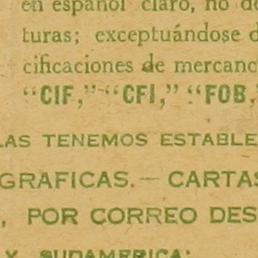 en español claro, no de
turas; exceptuándose d
cificaciones de mercanc
"CIF," "CFI," "FOB,
LAS TENEMOS ESTABLE
GRAFICAS.— CARTAS
, POR CORREO DES
Y SUDAMERICA: